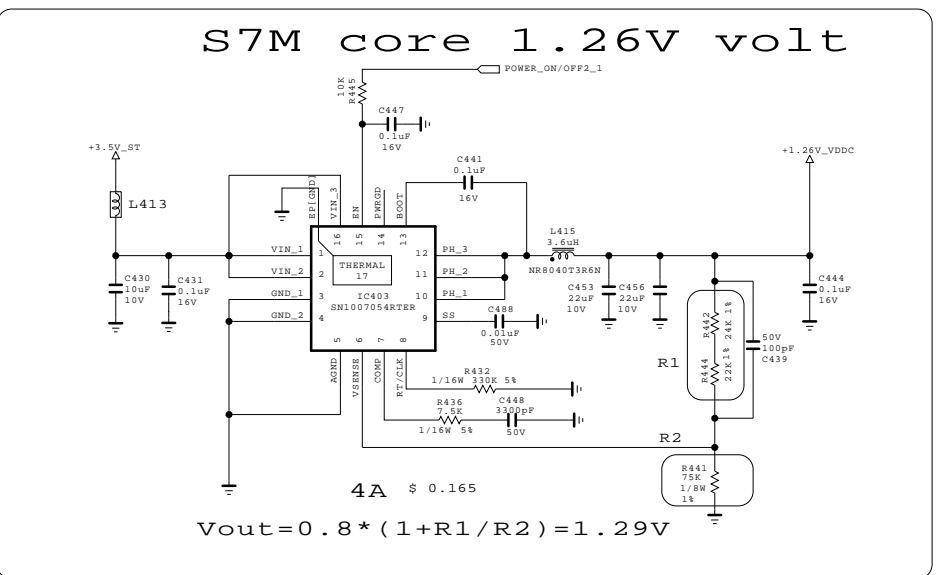 S7M core 1.26V volt
POWER_ON/OFF2_1
10K
R445
C447
0.1uF
16V
+3.5V_ST
L413
C430
10uF
10V
C431
0.1uF
16V
EP[GND]
VIN_3
EN
PWRGD
BOOT
16
15
14
13
C441
0.1uF
16V
+1.26V_VDDC
VIN_1
1
VIN_2
2
GND_1
3
GND_2
4
THERMAL
17
IC403
SN1007054RTER
12
PH_3
11
PH_2
10
PH_1
9
SS
L415
3.6uH
NR8040T3R6N
C453
22uF
10V
C456
22uF
10V
C444
0.1uF
16V
C488
0.01uF
50V
R1
R442
24K 1%
R444
22K 1%
50V
100pF
C439
5
6
7
8
AGND
VSENSE
COMP
RT/CLK
R432
1/16W 330K 5%
R436
7.5K
1/16W 5%
C448
3300pF
50V
R2
R441
75K
1/8W
1%
4A $ 0.165
Vout=0.8*(1+R1/R2)=1.29V